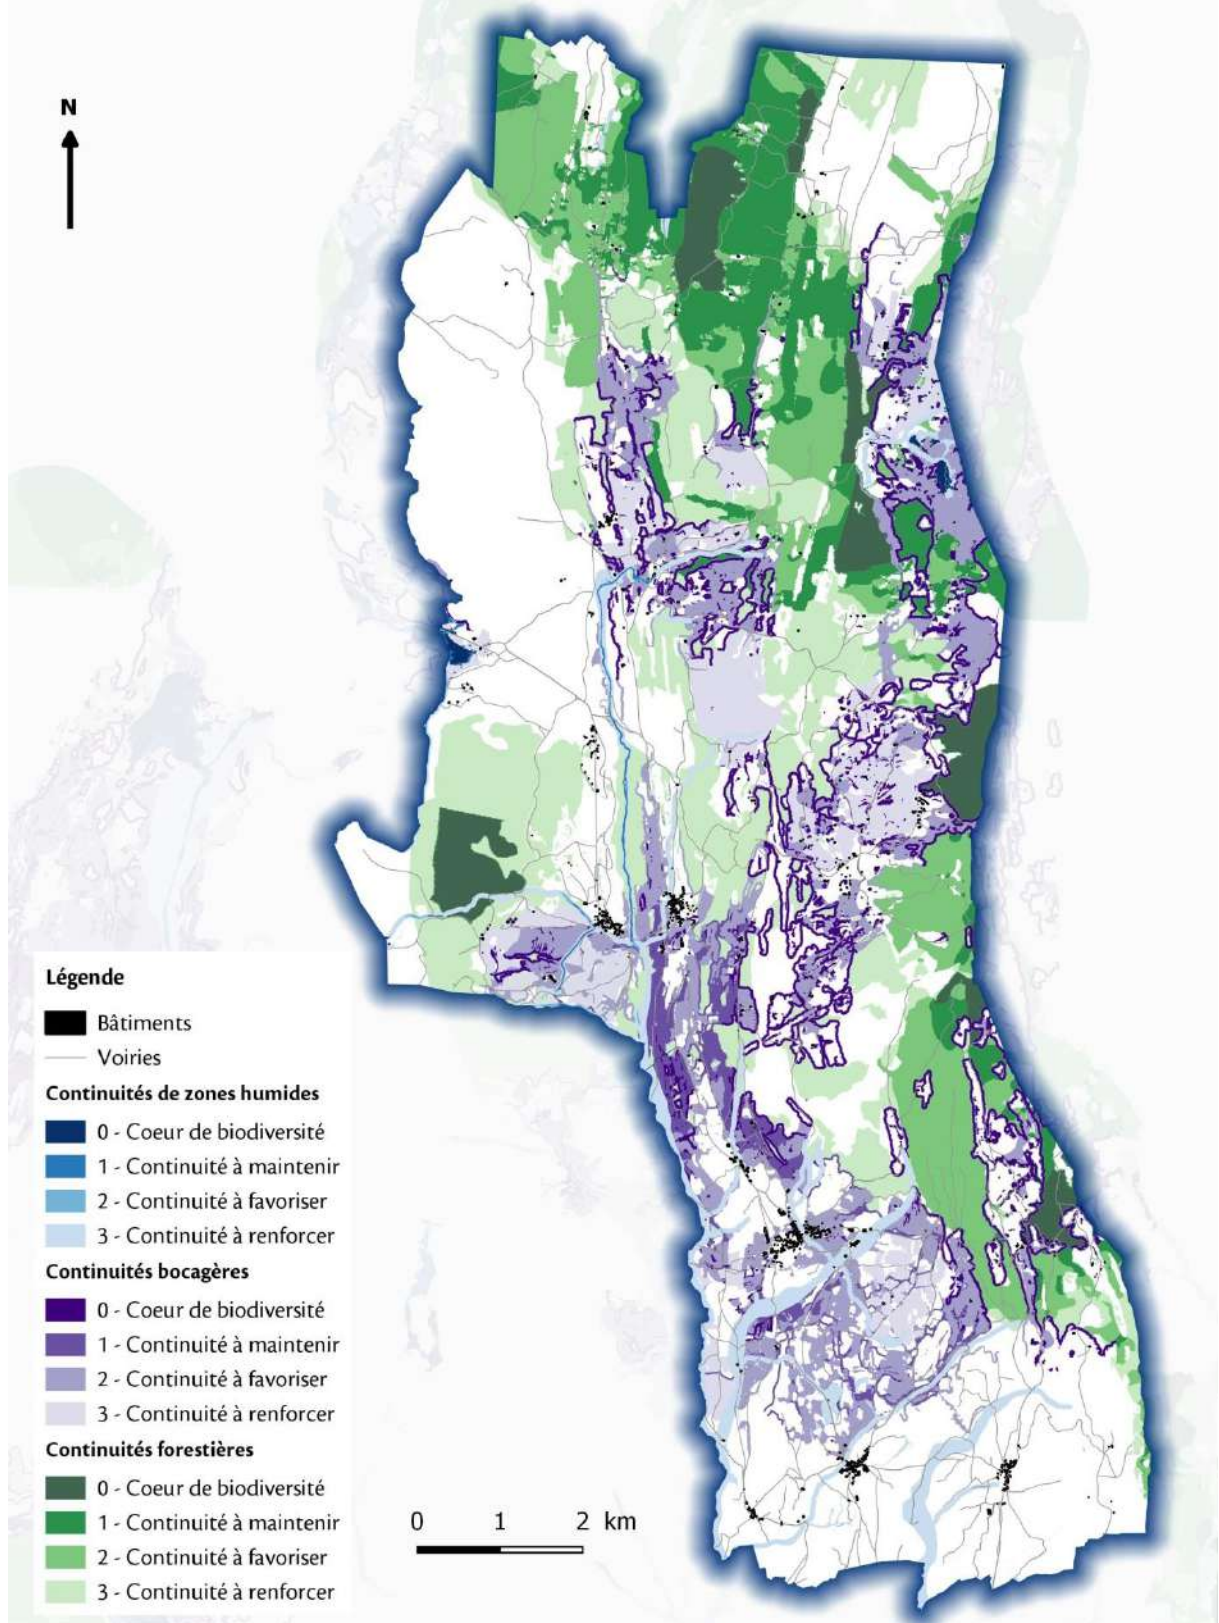 N
Légende
Bâtiments
Voiries
Continuités de zones humides
0 - Coeur de biodiversité
1 - Continuité à maintenir
2 - Continuité à favoriser
3 - Continuité à renforcer
Continuités bocagères
0 - Coeur de biodiversité
1 - Continuité à maintenir
2 - Continuité à favoriser
3 - Continuité à renforcer
Continuités forestières
0 - Coeur de biodiversité
1 - Continuité à maintenir
2 - Continuité à favoriser
3 - Continuité à renforcer
0 1 2 km